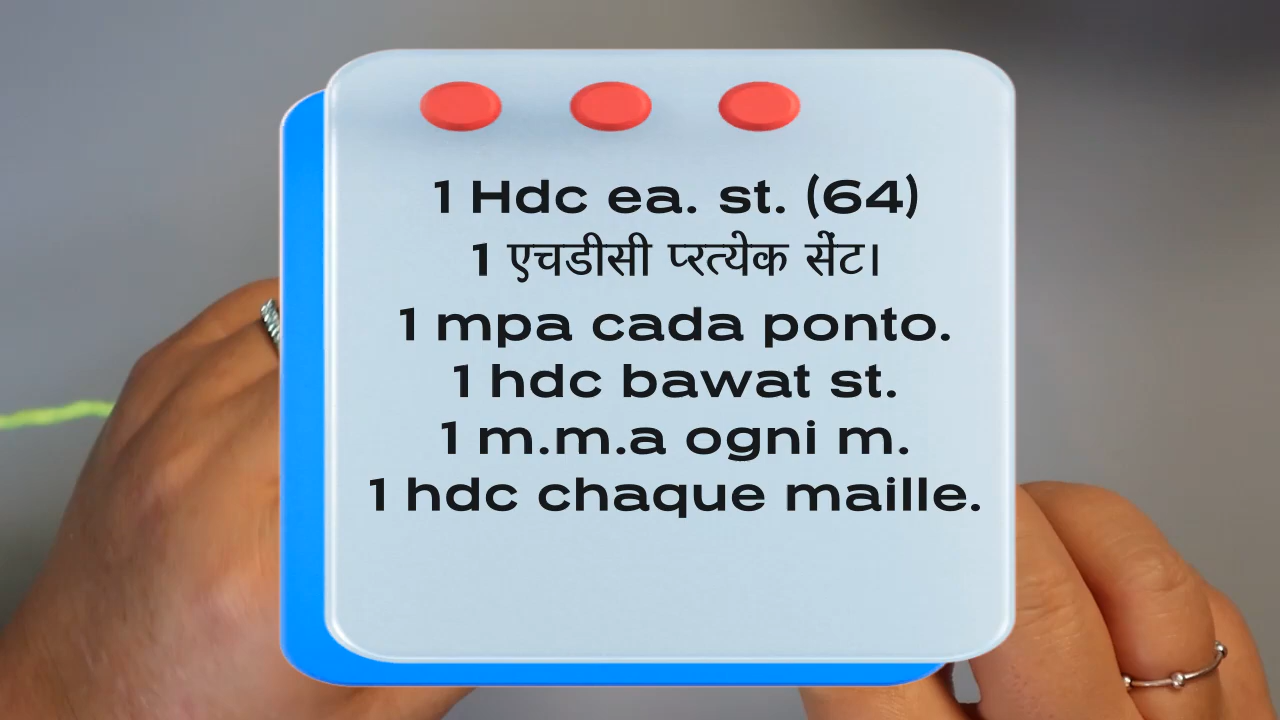 1 Hdc ea. st. (64)
1 एचडीसी प्रत्येक सेंट।
1 mpa cada ponto.
1 hdc bawat st.
1 m.m.a ogni m.
1 hdc chaque maille.